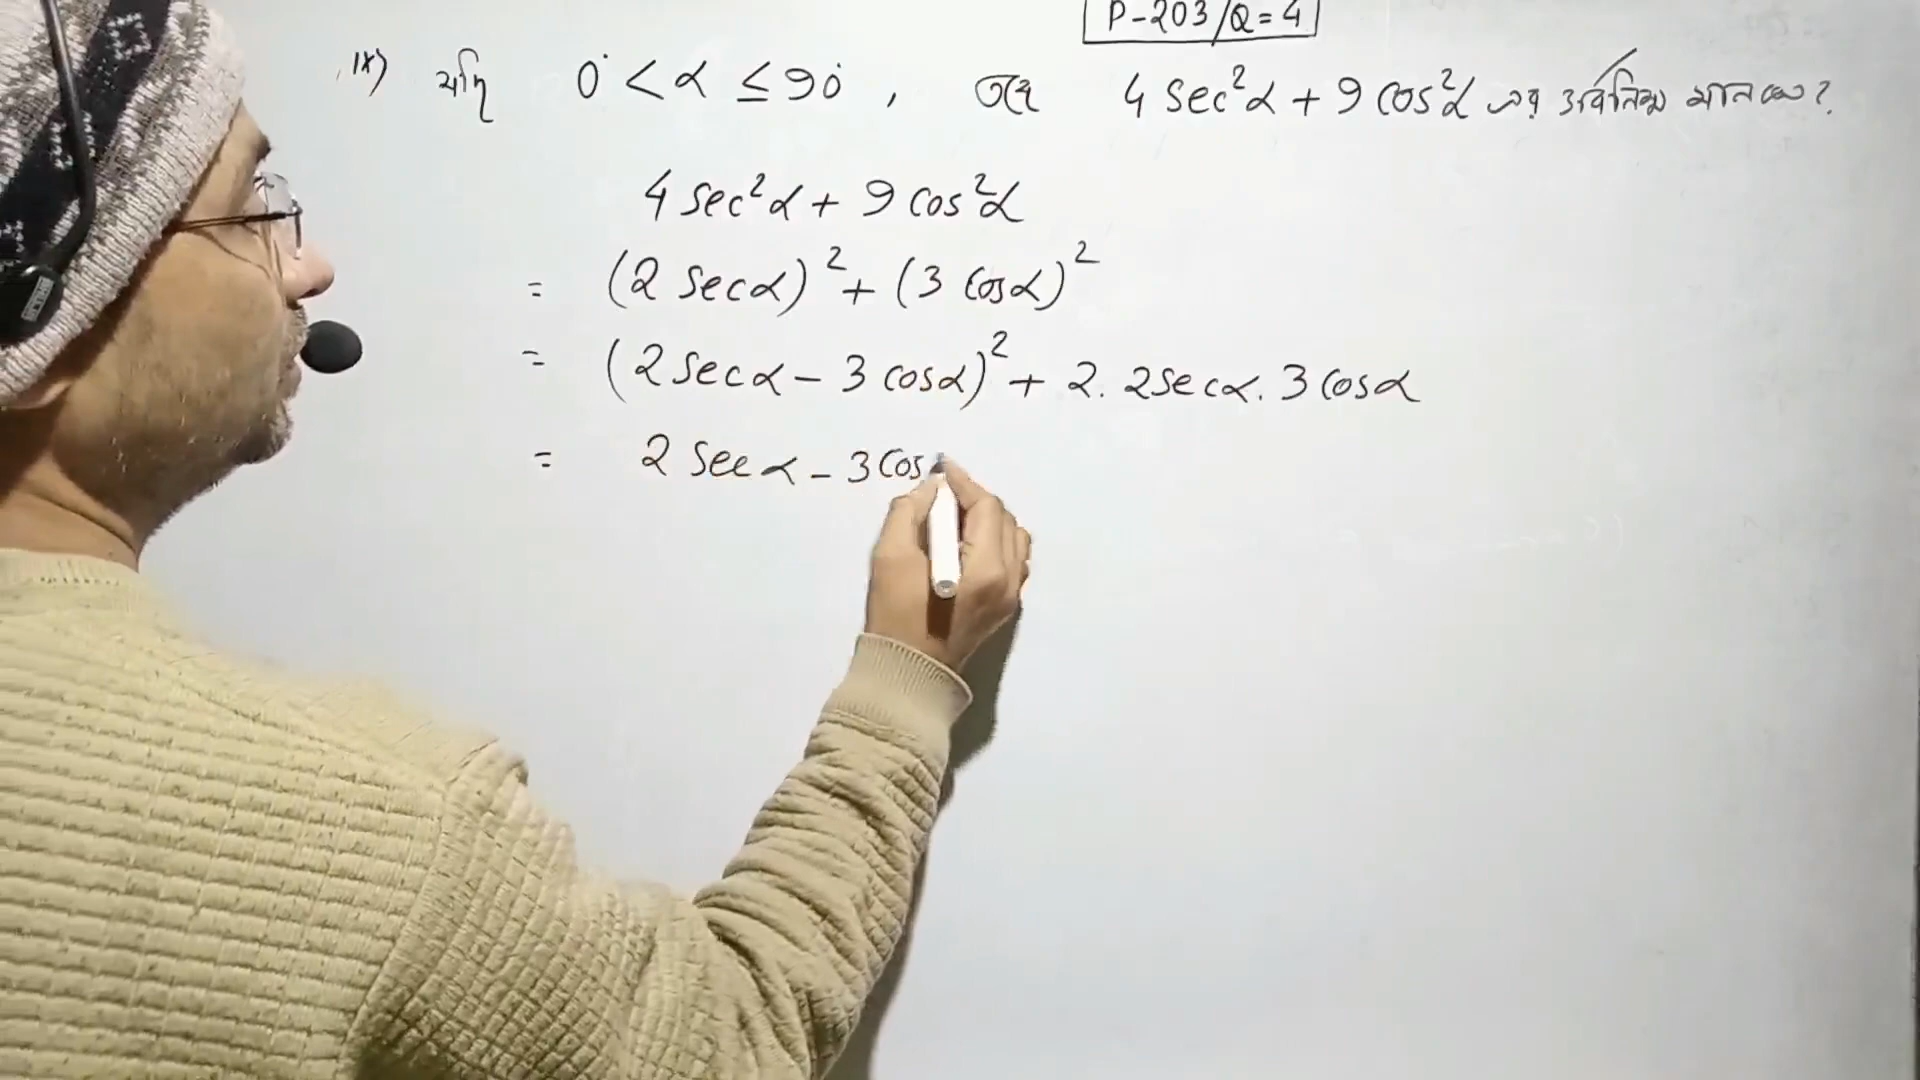 P-203/Q=4
ix) যদি 0° < α ≤ 90°, তবে 4 sec²α + 9 cos²α এর সর্বনিম্ন মান কত?
4 sec²α + 9 cos²α
= (2 secα)² + (3 cosα)²
= (2 secα - 3 cosα)² + 2. 2secα. 3 cosα
= 2 secα - 3 cos